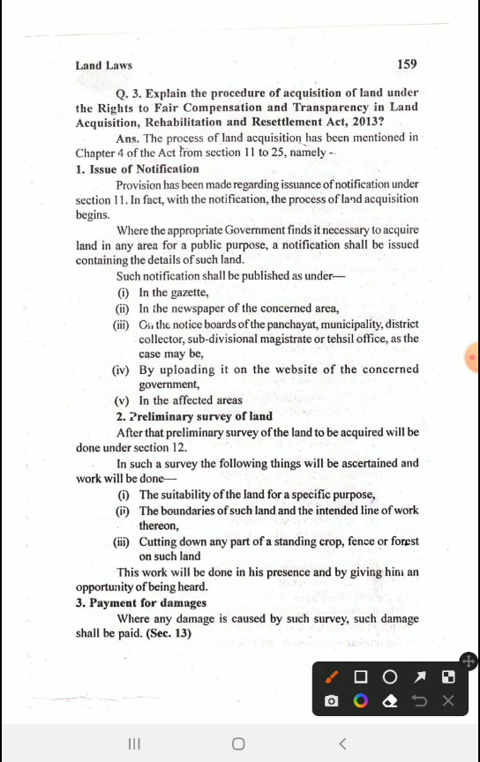 Land Laws 159
Q. 3. Explain the procedure of acquisition of land under
the Rights to Fair Compensation and Transparency in Land
Acquisition, Rehabilitation and Resettlement Act, 2013?
Ans. The process of land acquisition has been mentioned in
Chapter 4 of the Act from section 11 to 25, namely -
1. Issue of Notification
Provision has been made regarding issuance of notification under
section 11. In fact, with the notification, the process of land acquisition
begins.
Where the appropriate Government finds it necessary to acquire
land in any area for a public purpose, a notification shall be issued
containing the details of such land.
Such notification shall be published as under—
(i) In the gazette,
(ii) In the newspaper of the concerned area,
(iii) On the notice boards of the panchayat, municipality, district
collector, sub-divisional magistrate or tehsil office, as the
case may be,
(iv) By uploading it on the website of the concerned
government,
(v) In the affected areas
2. Preliminary survey of land
After that preliminary survey of the land to be acquired will be
done under section 12.
In such a survey the following things will be ascertained and
work will be done—
(i) The suitability of the land for a specific purpose,
(ii) The boundaries of such land and the intended line of work
thereon,
(iii) Cutting down any part of a standing crop, fence or forest
on such land
This work will be done in his presence and by giving him an
opportunity of being heard.
3. Payment for damages
Where any damage is caused by such survey, such damage
shall be paid. (Sec. 13)